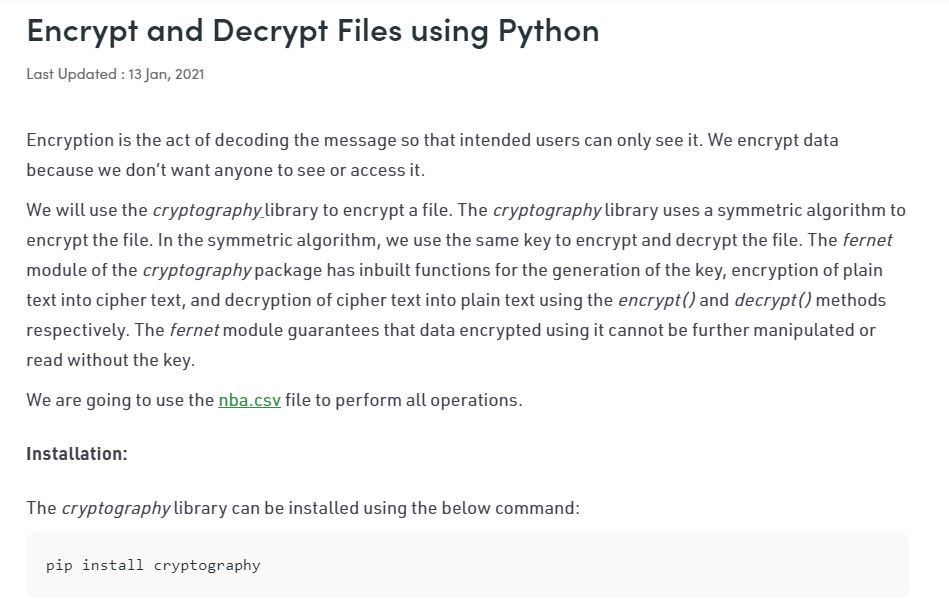 Encrypt and Decrypt Files using Python
Last Updated : 13 Jan, 2021
Encryption is the act of decoding the message so that intended users can only see it. We encrypt data
because we don’t want anyone to see or access it.
We will use the cryptography library to encrypt a file. The cryptography library uses a symmetric algorithm to
encrypt the file. In the symmetric algorithm, we use the same key to encrypt and decrypt the file. The fernet
module of the cryptography package has inbuilt functions for the generation of the key, encryption of plain
text into cipher text, and decryption of cipher text into plain text using the encrypt() and decrypt() methods
respectively. The fernet module guarantees that data encrypted using it cannot be further manipulated or
read without the key.
We are going to use the nba.csv file to perform all operations.
Installation:
The cryptography library can be installed using the below command:
pip install cryptography